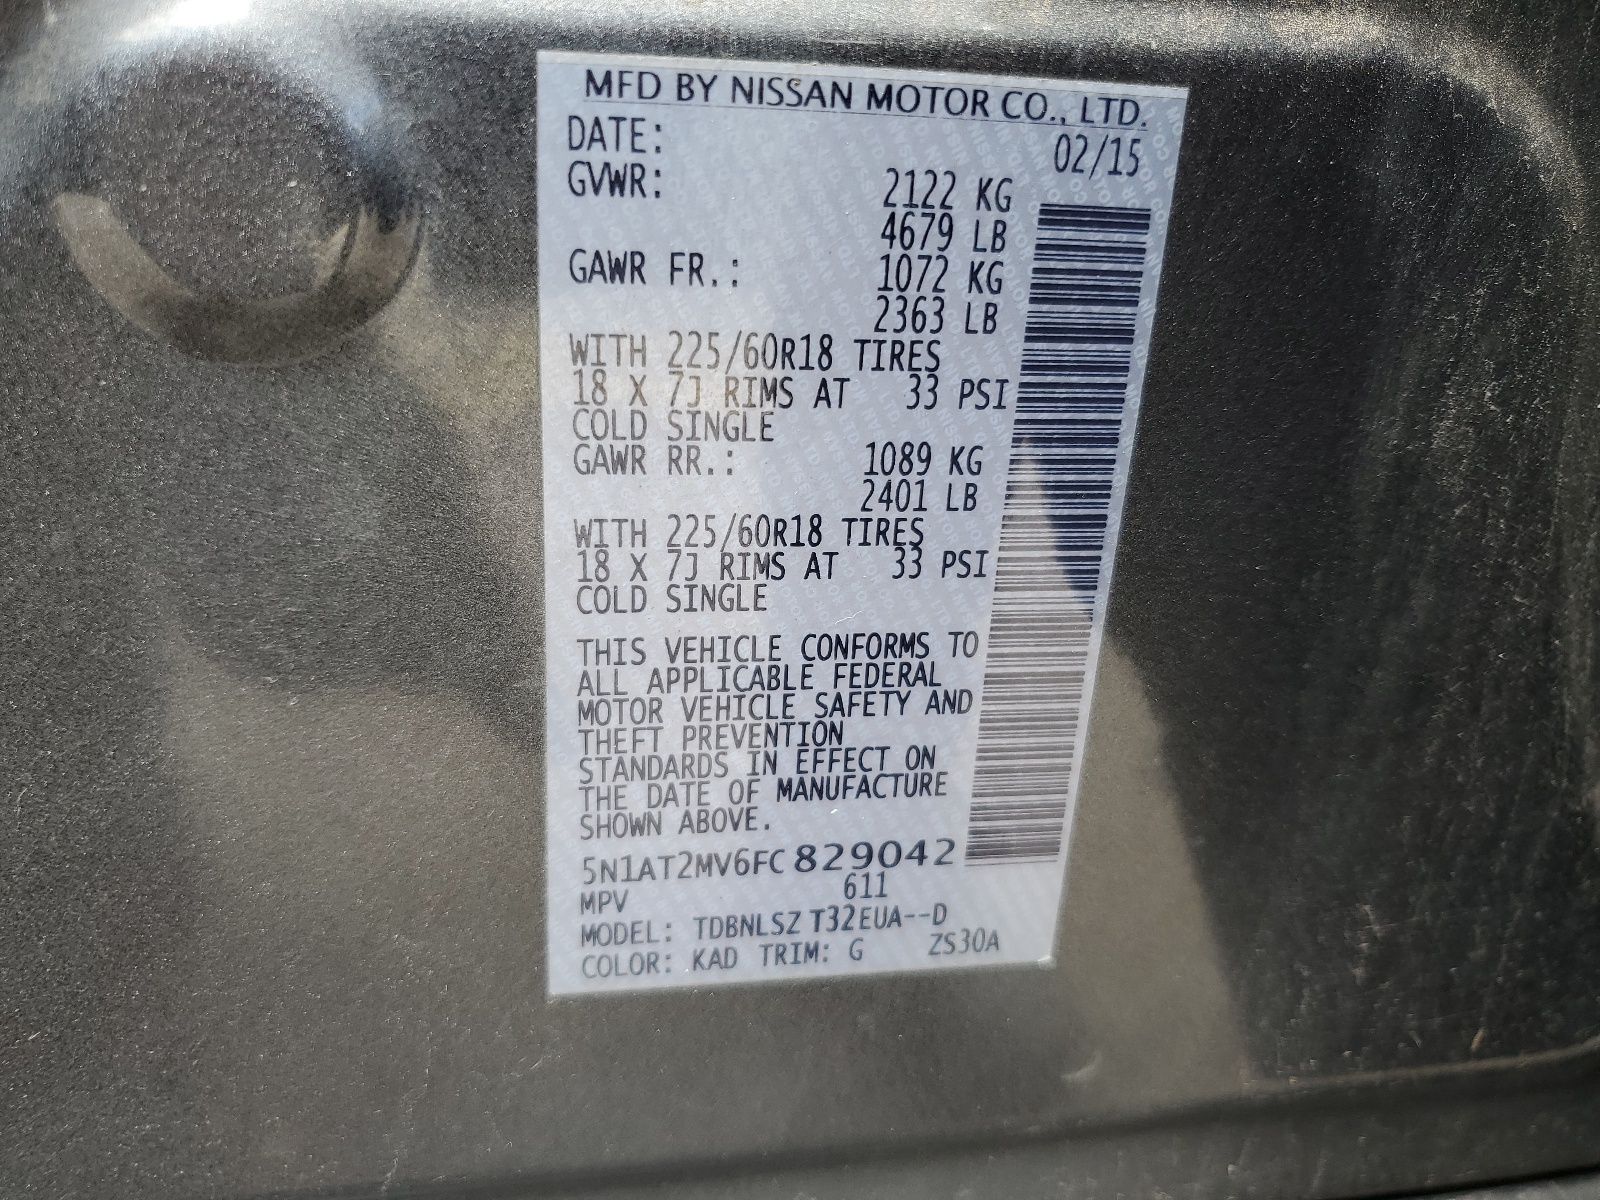 MFD BY NISSAN MOTOR CO., LTD.
DATE: 02/15
GVWR: 2122 KG
4679 LB
GAWR FR.: 1072 KG
2363 LB
WITH 225/60R18 TIRES
18 X 7J RIMS AT 33 PSI
COLD SINGLE
GAWR RR.: 1089 KG
2401 LB
WITH 225/60R18 TIRES
18 X 7J RIMS AT 33 PSI
COLD SINGLE
THIS VEHICLE CONFORMS TO
ALL APPLICABLE FEDERAL
MOTOR VEHICLE SAFETY AND
THEFT PREVENTION
STANDARDS IN EFFECT ON
THE DATE OF MANUFACTURE
SHOWN ABOVE.
5N1AT2MV6FC829042
MPV 611
MODEL: TDBNLSZ T32EUA--D
COLOR: KAD TRIM: G ZS30A